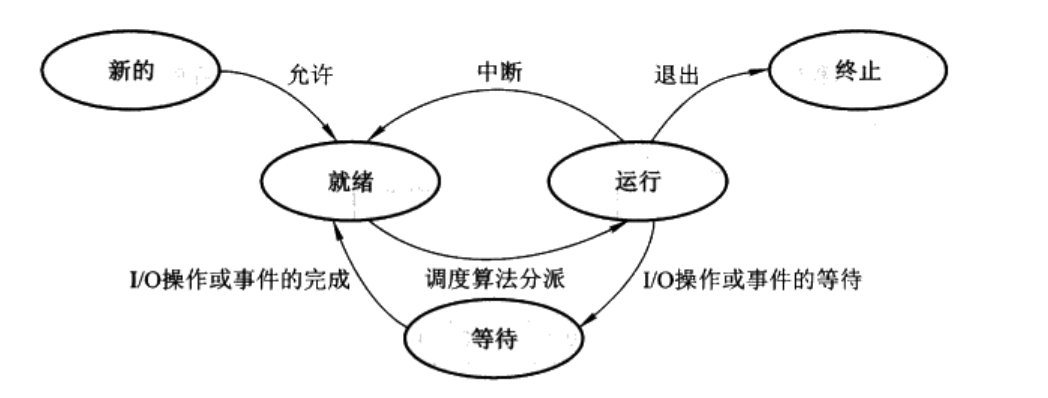 新的
允许
中断
退出
终止
就绪
运行
I/O操作或事件的完成
调度算法分派
I/O操作或事件的等待
等待